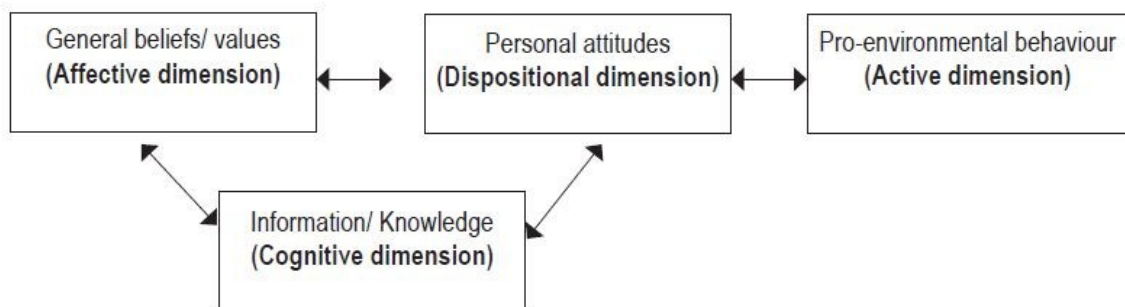 General beliefs/ values
(Affective dimension)
Personal attitudes
(Dispositional dimension)
Pro-environmental behaviour
(Active dimension)
Information/ Knowledge
(Cognitive dimension)